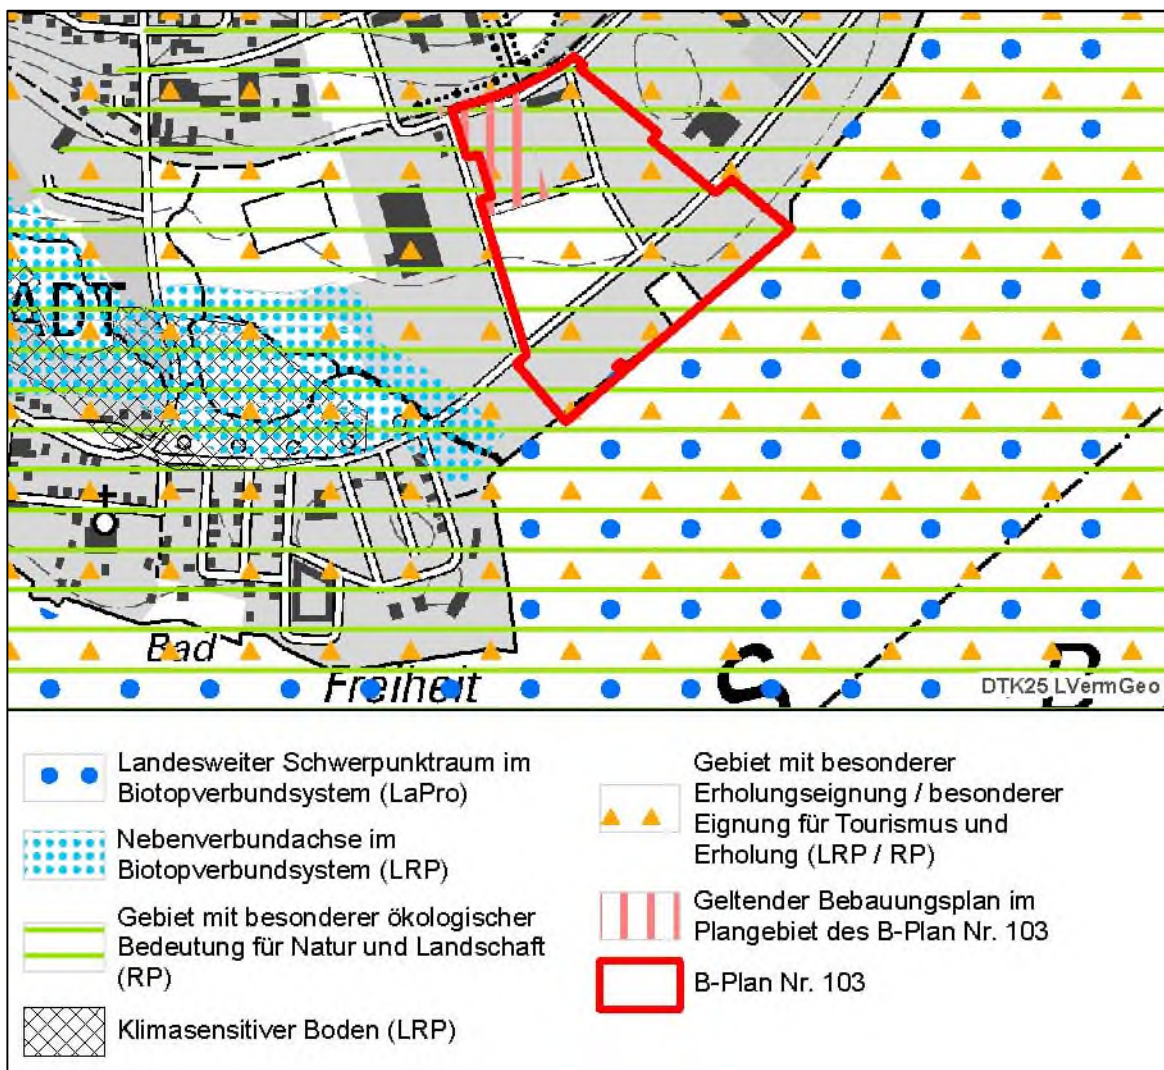 ADT
Bad
Freiheit
S
B
DTK25 LVermGeo
Landesweiter Schwerpunktraum im
Biotopverbundsystem (LaPro)
Nebenverbundachse im
Biotopverbundsystem (LRP)
Gebiet mit besonderer ökologischer
Bedeutung für Natur und Landschaft
(RP)
Klimasensitiver Boden (LRP)
Gebiet mit besonderer
Erholungseignung / besonderer
Eignung für Tourismus und
Erholung (LRP / RP)
Geltender Bebauungsplan im
Plangebiet des B-Plan Nr. 103
B-Plan Nr. 103